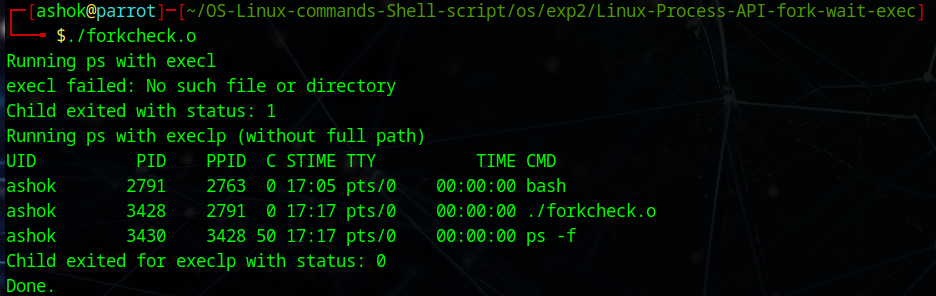 ┌─[ashok@parrot]─[~/OS-Linux-commands-Shell-script/os/exp2/Linux-Process-API-fork-wait-exec]
└──╼ $./forkcheck.o
Running ps with execl
execl failed: No such file or directory
Child exited with status: 1
Running ps with execlp (without full path)
UID          PID    PPID  C STIME TTY          TIME CMD
ashok       2791    2763  0 17:05 pts/0    00:00:00 bash
ashok       3428    2791  0 17:17 pts/0    00:00:00 ./forkcheck.o
ashok       3430    3428 50 17:17 pts/0    00:00:00 ps -f
Child exited for execlp with status: 0
Done.